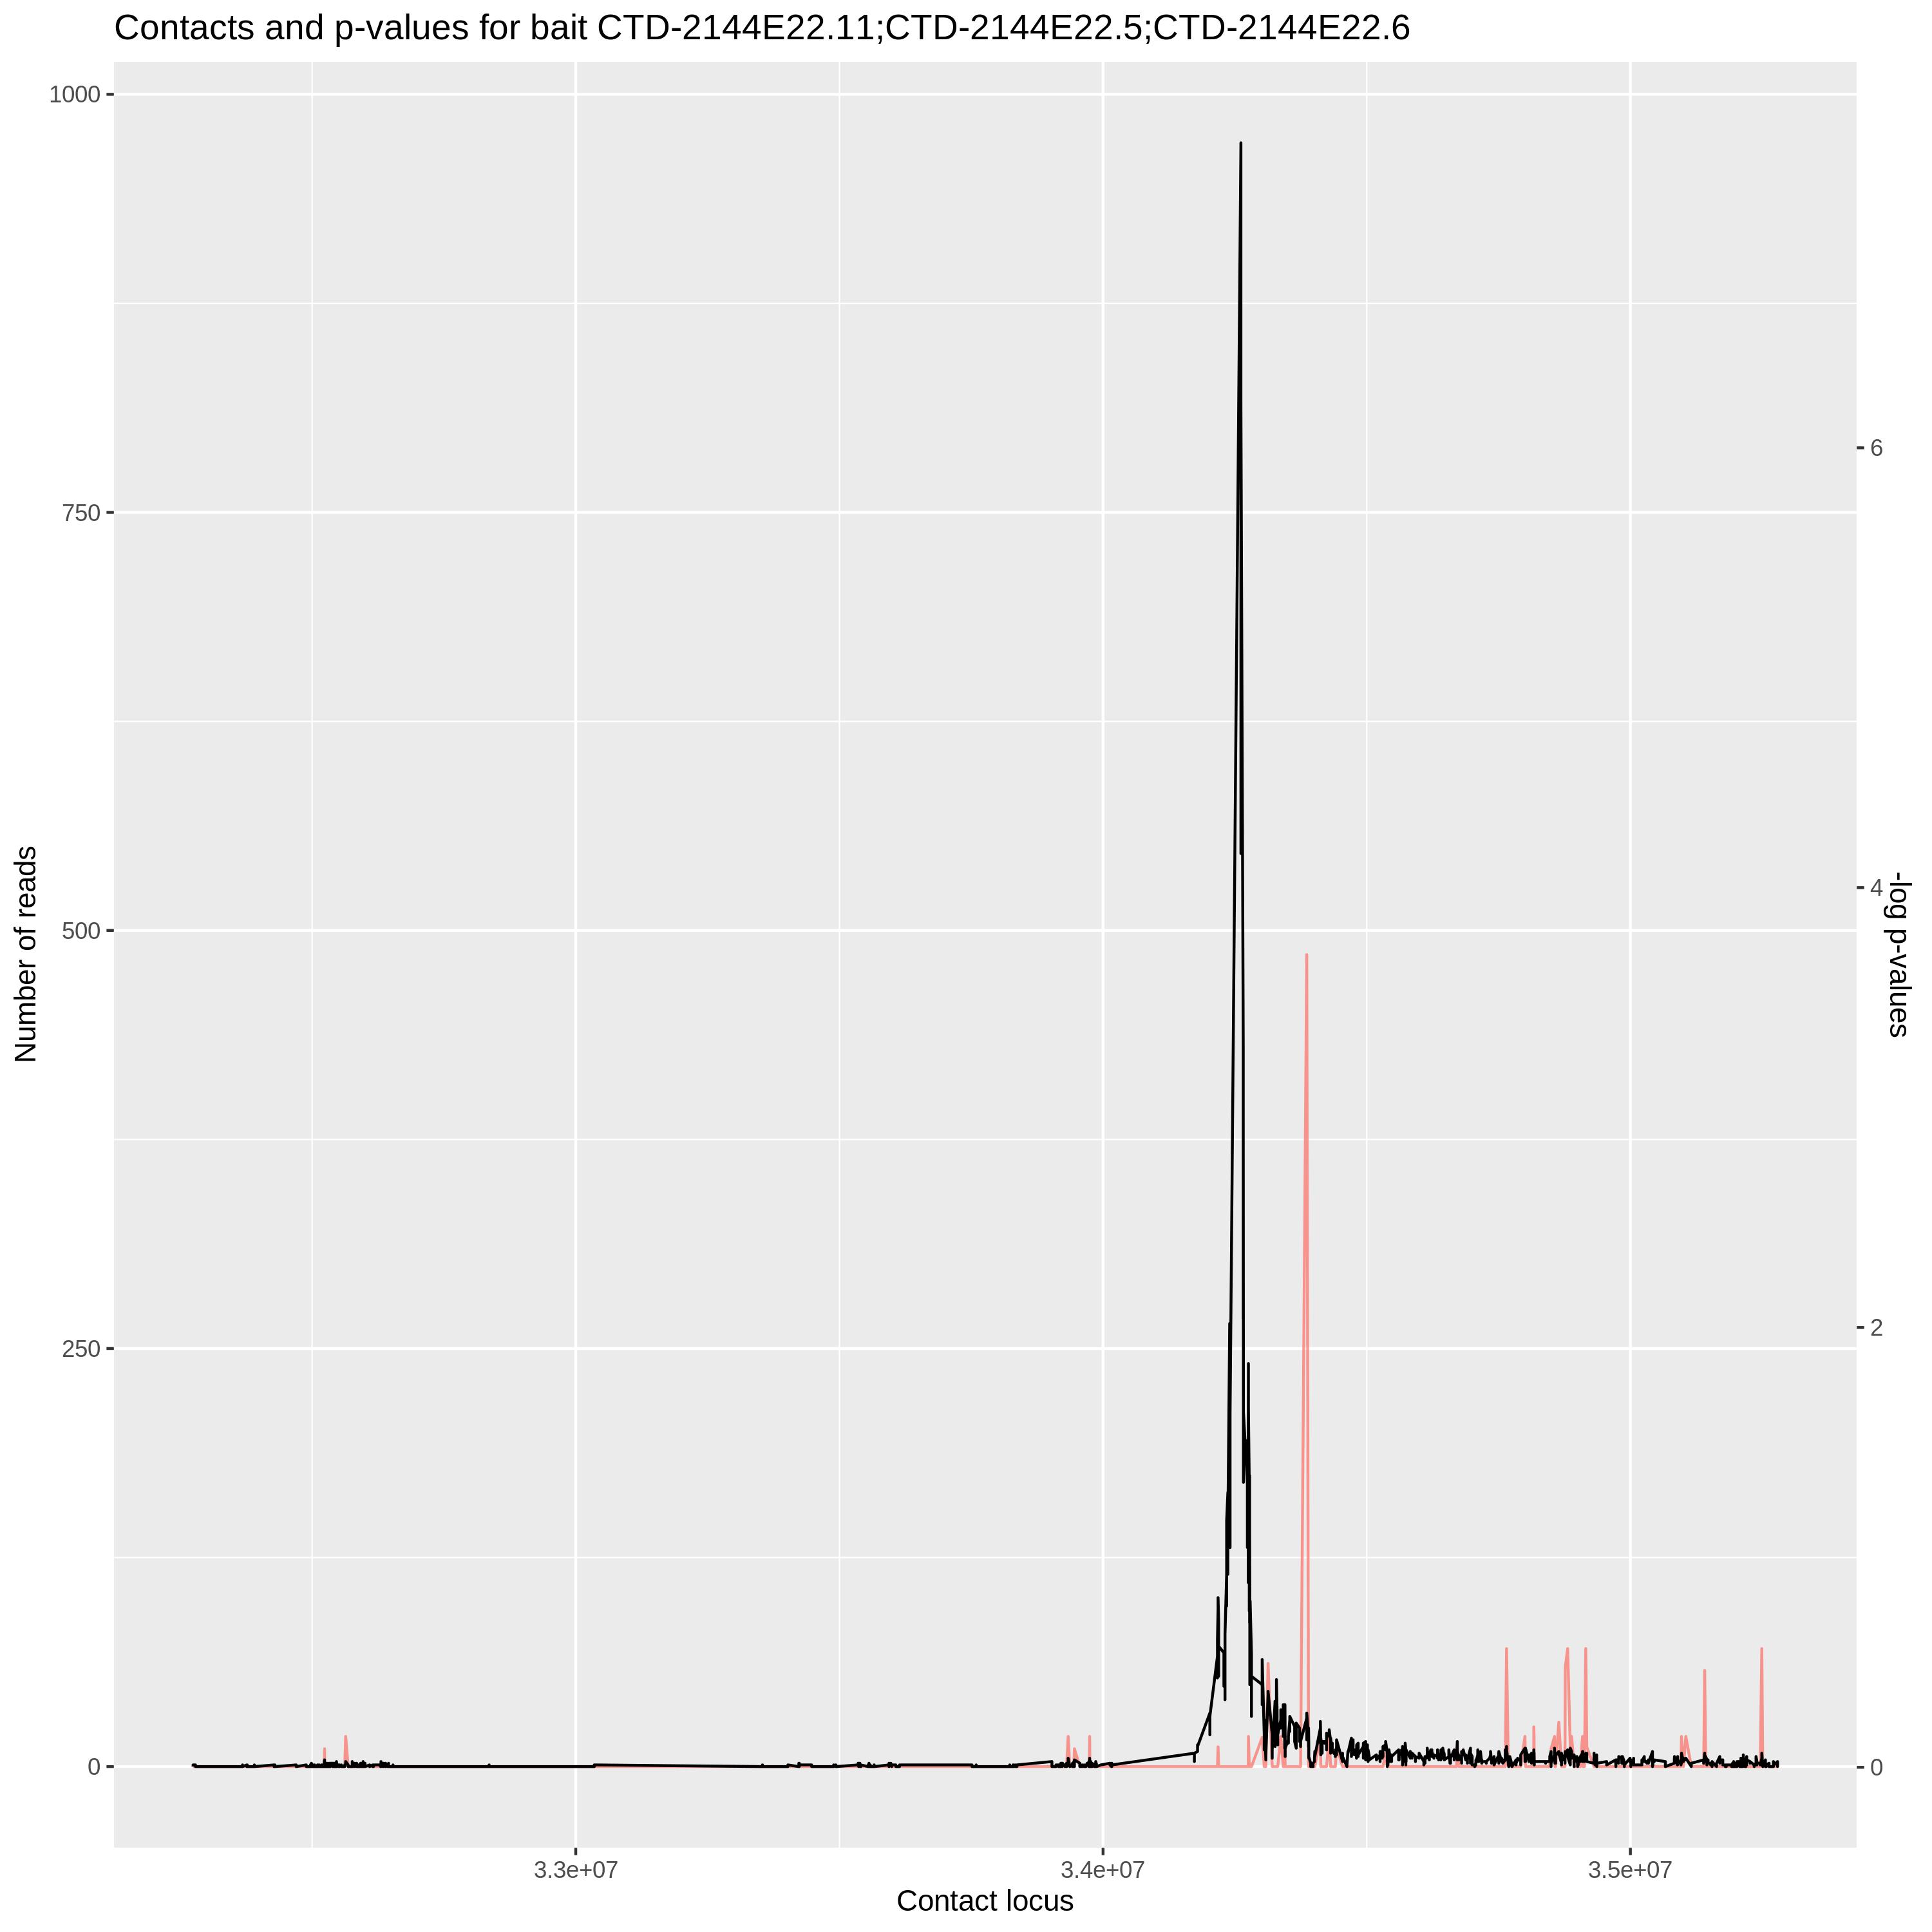 Contacts and p-values for bait CTD-2144E22.11;CTD-2144E22.5;CTD-2144E22.6
1000
750
500
250
0
Number of reads
6
4
2
0
-log p-values
3.3e+07
3.4e+07
3.5e+07
Contact locus